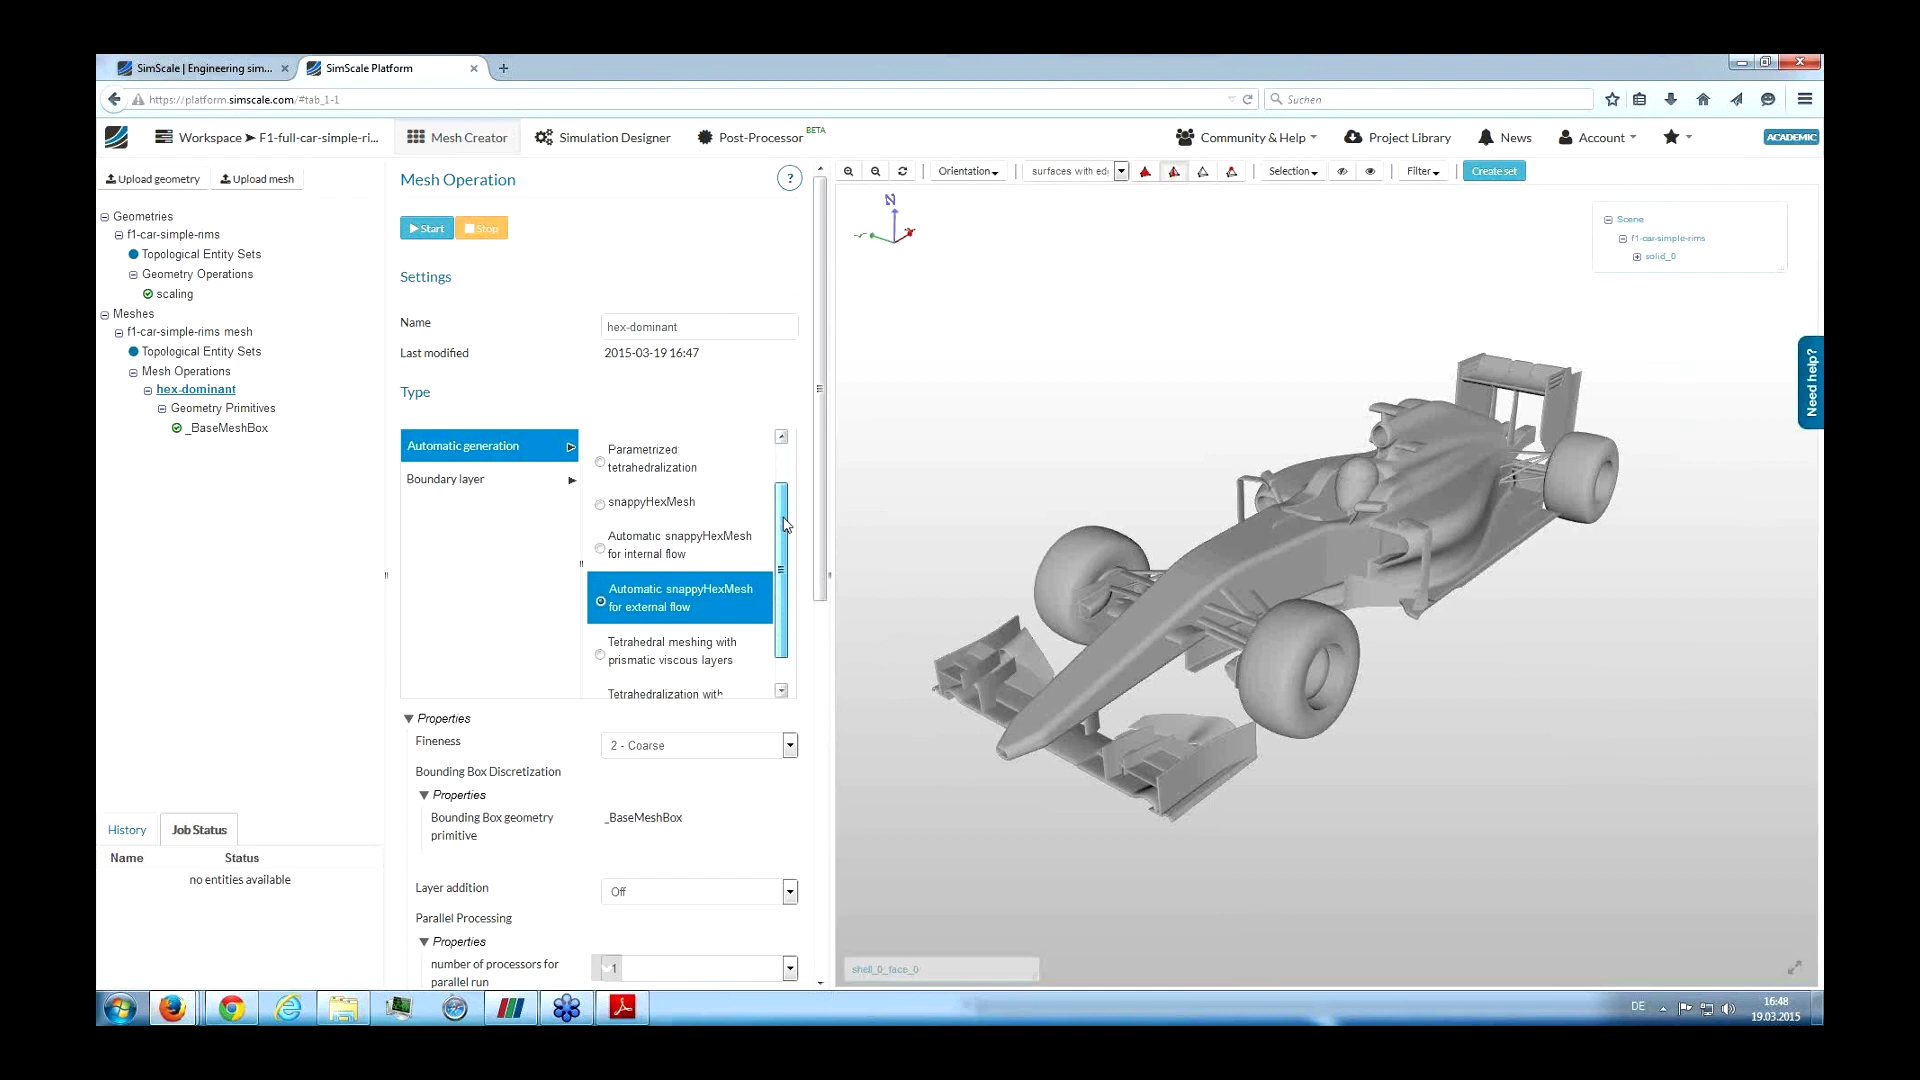 SimScale | Engineering sim...
SimScale Platform
https://platform.simscale.com/#tab_1-1
Suchen
Workspace ➤ F1-full-car-simple-ri...
Mesh Creator
Simulation Designer
Post-Processor BETA
Community & Help
Project Library
News
Account
ACADEMIC
Upload geometry
Upload mesh
Geometries
f1-car-simple-rims
Topological Entity Sets
Geometry Operations
scaling
Meshes
f1-car-simple-rims mesh
Topological Entity Sets
Mesh Operations
hex-dominant
Geometry Primitives
_BaseMeshBox
History
Job Status
Name Status
no entities available
Mesh Operation
?
Start
Stop
Settings
Name hex-dominant
Last modified 2015-03-19 16:47
Type
Automatic generation
Boundary layer
Parametrized
tetrahedralization
snappyHexMesh
Automatic snappyHexMesh
for internal flow
Automatic snappyHexMesh
for external flow
Tetrahedral meshing with
prismatic viscous layers
Tetrahedralization with
Properties
Fineness 2 - Coarse
Bounding Box Discretization
Properties
Bounding Box geometry
primitive
_BaseMeshBox
Layer addition Off
Parallel Processing
Properties
number of processors for
parallel run
1
Orientation
surfaces with ed
Selection
Filter
Create set
Scene
f1-car-simple-rims
solid_0
Need help?
shell_0_face_0
DE
16:48
19.03.2015